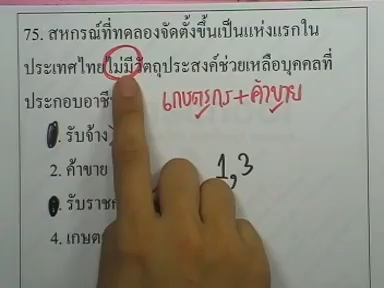 75. สหกรณ์ที่ทดลองจัดตั้งขึ้นเป็นแห่งแรกใน
ประเทศไทยไม่มีวัตถุประสงค์ช่วยเหลือบุคคลที่
ประกอบอาชี
เกษตรกร+ค้าขาย
รับจ้าง
2. ค้าขาย
1,3
รับราช
4. เกษต